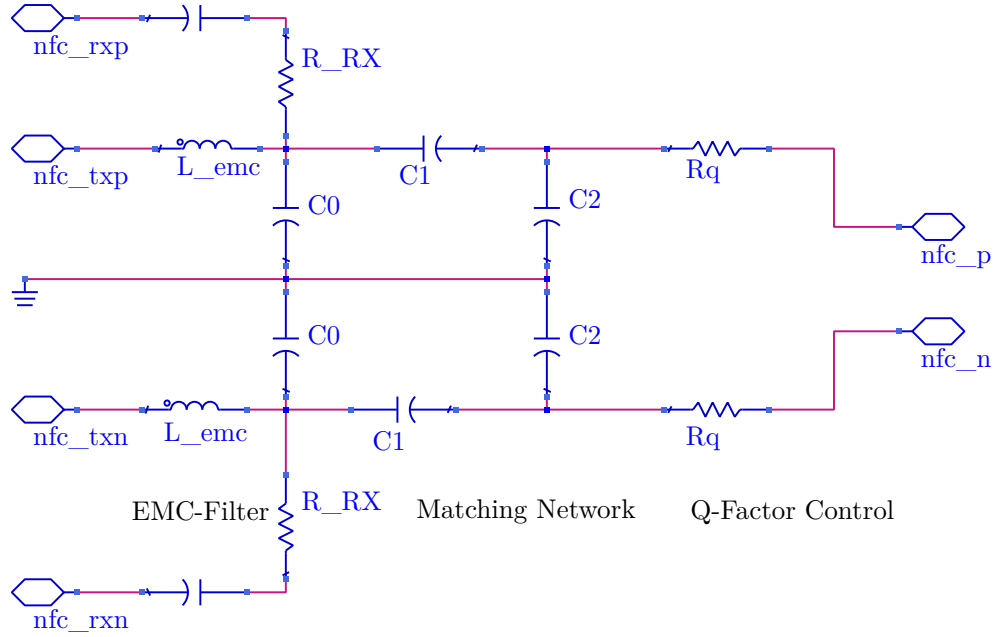 nfc_rxp
R_RX
nfc_txp
L_emc
C1
Rq
C0
C2
nfc_p
C0
C2
nfc_n
nfc_txn
L_emc
C1
Rq
R_RX
EMC-Filter
Matching Network
Q-Factor Control
nfc_rxn